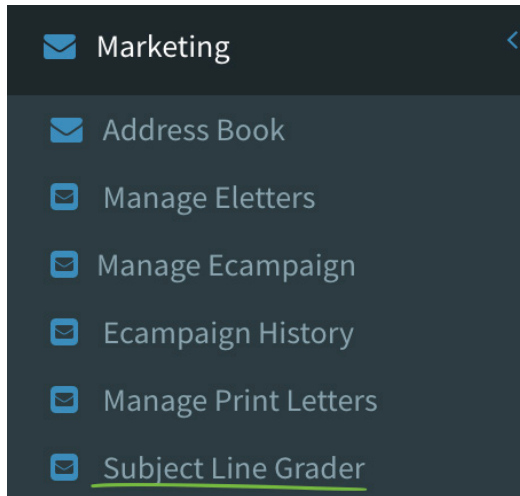 Marketing
Address Book
Manage Eletters
Manage Ecampaign
Ecampaign History
Manage Print Letters
Subject Line Grader